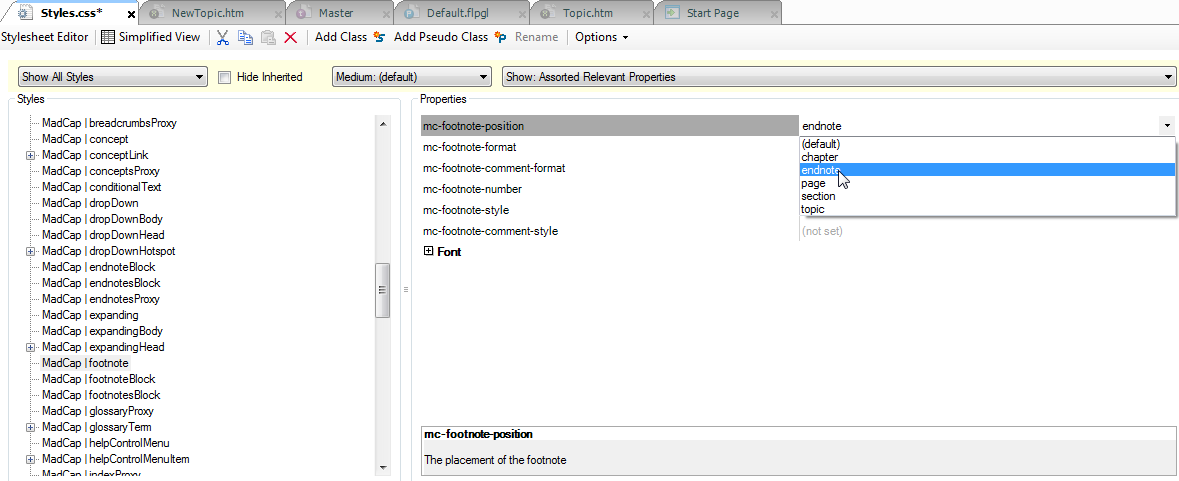 Styles.css* NewTopic.htm Master Default.flpgl Topic.htm Start Page
Stylesheet Editor Simplified View Add Class Add Pseudo Class Rename Options
Show All Styles Hide Inherited Medium: (default) Show: Assorted Relevant Properties
Styles
MadCap | breadcrumbsProxy
MadCap | concept
MadCap | conceptLink
MadCap | conceptsProxy
MadCap | conditionalText
MadCap | dropDown
MadCap | dropDownBody
MadCap | dropDownHead
MadCap | dropDownHotspot
MadCap | endnoteBlock
MadCap | endnotesBlock
MadCap | endnotesProxy
MadCap | expanding
MadCap | expandingBody
MadCap | expandingHead
MadCap | footnote
MadCap | footnoteBlock
MadCap | footnotesBlock
MadCap | glossaryProxy
MadCap | glossaryTerm
MadCap | helpControlMenu
MadCap | helpControlMenuItem
MadCap | indexProxy
Properties
mc-footnote-position endnote
mc-footnote-format
mc-footnote-comment-format
mc-footnote-number
mc-footnote-style
mc-footnote-comment-style (not set)
Font
(default)
chapter
endnote
page
section
topic
mc-footnote-position
The placement of the footnote